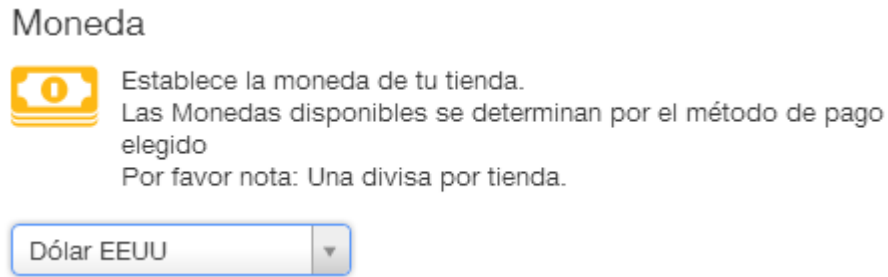 Moneda
Establece la moneda de tu tienda.
Las Monedas disponibles se determinan por el método de pago
elegido
Por favor nota: Una divisa por tienda.
Dólar EEUU